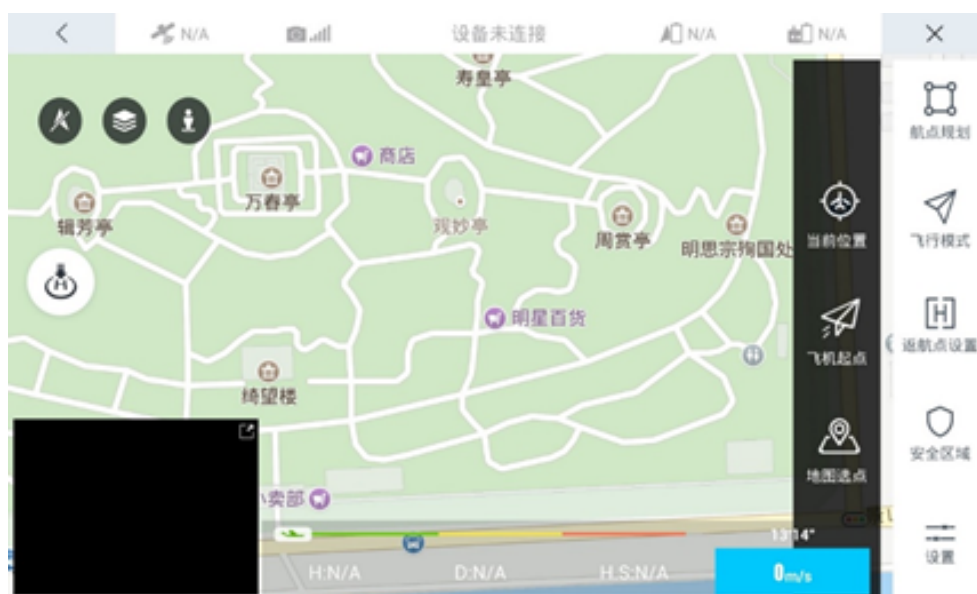 N/A
设备未连接
N/A
N/A
寿皇亭
商店
万春亭
辑芳亭
观妙亭
周赏亭
明思宗殉国处
明星百货
绮望楼
小卖部
H
当前位置
飞机起点
地图选点
航点规划
飞行模式
H
返航点设置
安全区域
设置
13'14"
H:N/A
D:N/A
H.S:N/A
0m/s